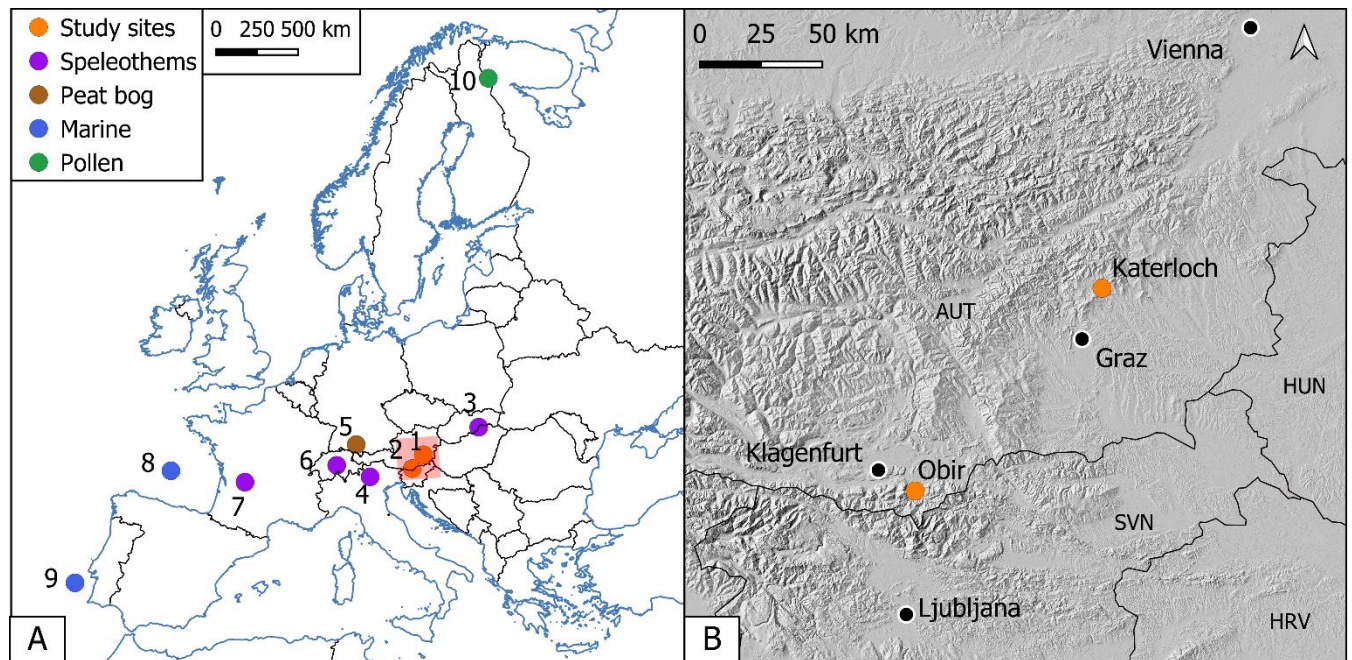 Study sites
Speleothems
Peat bog
Marine
Pollen
0 250 500 km
10
3
5
1
2
6
4
8
7
9
A
0 25 50 km
Vienna
Katerloch
AUT
Graz
HUN
Klagenfurt
Obir
SVN
Ljubljana
HRV
B